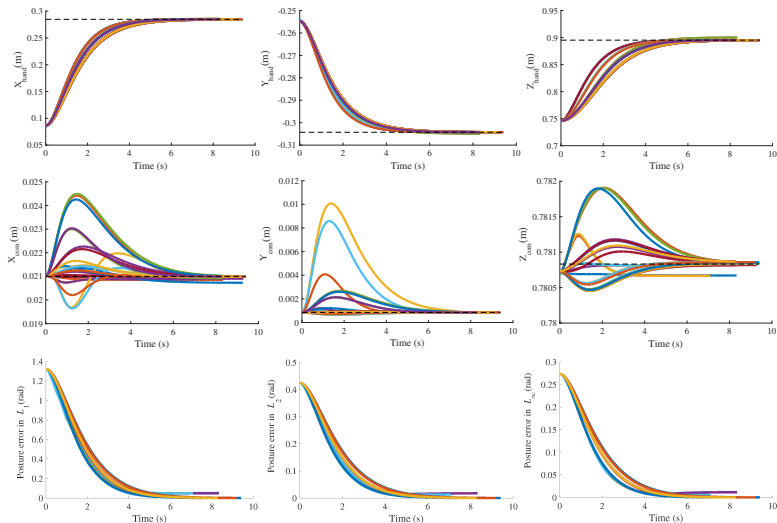 X_hand(m)
0.3
0.25
0.2
0.15
0.1
0.05
0 2 4 6 8 10
Time (s)
Y_hand(m)
-0.25
-0.26
-0.27
-0.28
-0.29
-0.3
-0.31
0 2 4 6 8 10
Time (s)
Z_hand(m)
0.95
0.9
0.85
0.8
0.75
0.7
0 2 4 6 8 10
Time (s)
X_com(m)
0.025
0.024
0.023
0.022
0.021
0.02
0.019
0 2 4 6 8 10
Time (s)
Y_com(m)
0.012
0.01
0.008
0.006
0.004
0.002
0
0 2 4 6 8 10
Time (s)
Z_com(m)
0.782
0.7815
0.781
0.7805
0.78
0 2 4 6 8 10
Time (s)
Posture error in L_1(rad)
1.4
1.2
1
0.8
0.6
0.4
0.2
0
0 2 4 6 8 10
Time (s)
Posture error in L_2(rad)
0.5
0.4
0.3
0.2
0.1
0
0 2 4 6 8 10
Time (s)
Posture error in L_∞(rad)
0.3
0.25
0.2
0.15
0.1
0.05
0
0 2 4 6 8 10
Time (s)